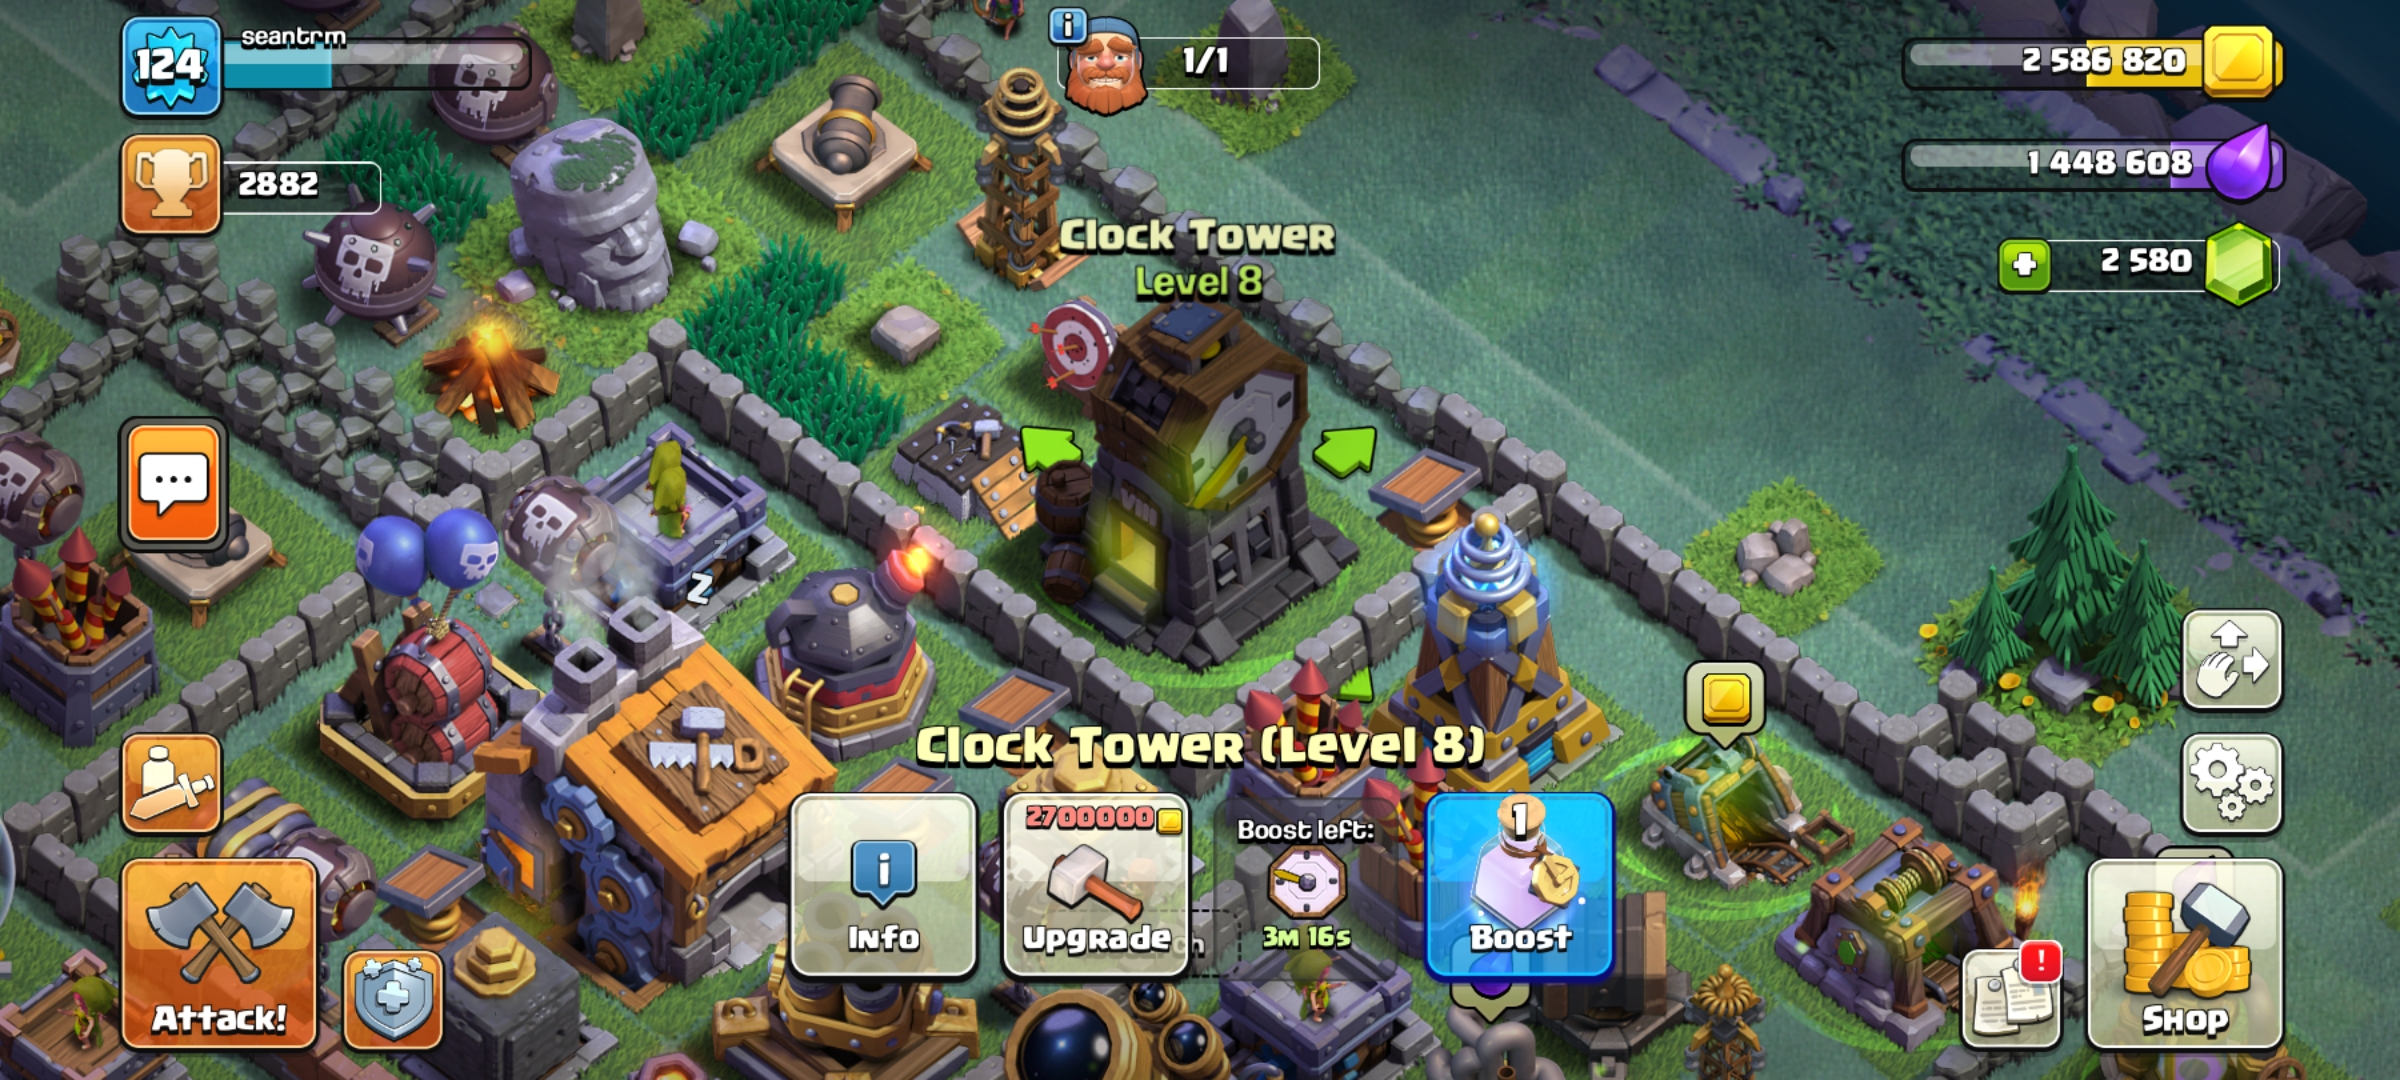 124
seantrm
1/1
2 586 820
1 448 608
2882
2 580
Clock Tower
Level 8
VIII
z
Z
Clock Tower (Level 8)
Info
2700000
Upgrade
Boost left:
3m 16s
1
Boost
Attack!
!
Shop